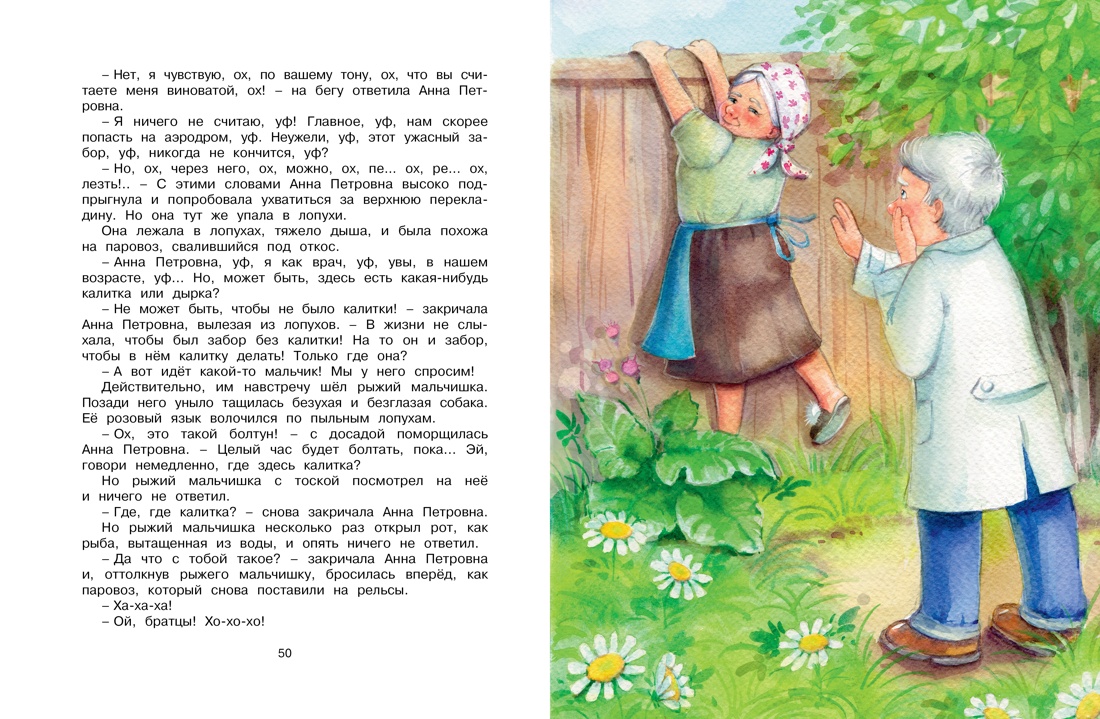 – Нет, я чувствую, ох, по вашему тону, ох, что вы счи-
таете меня виноватой, ох! – на бегу ответила Анна Пет-
ровна.
– Я ничего не считаю, уф! Главное, уф, нам скорее
попасть на аэродром, уф. Неужели, уф, этот ужасный за-
бор, уф, никогда не кончится, уф?
– Но, ох, через него, ох, можно, ох, пе... ох, ре... ох,
лезть!.. – С этими словами Анна Петровна высоко под-
прыгнула и попробовала ухватиться за верхнюю перекла-
дину. Но она тут же упала в лопухи.
Она лежала в лопухах, тяжело дыша, и была похожа
на паровоз, свалившийся под откос.
– Анна Петровна, уф, я как врач, уф, увы, в нашем
возрасте, уф... Но, может быть, здесь есть какая-нибудь
калитка или дырка?
– Не может быть, чтобы не было калитки! – закричала
Анна Петровна, вылезая из лопухов. – В жизни не слы-
хала, чтобы был забор без калитки! На то он и забор,
чтобы в нём калитку делать! Только где она?
– А вот идёт какой-то мальчик! Мы у него спросим!
Действительно, им навстречу шёл рыжий мальчишка.
Позади него уныло тащилась безухая и безглазая собака.
Её розовый язык волочился по пыльным лопухам.
– Ох, это такой болтун! – с досадой поморщилась
Анна Петровна. – Целый час будет болтать, пока... Эй,
говори немедленно, где здесь калитка?
Но рыжий мальчишка с тоской посмотрел на неё
и ничего не ответил.
– Где, где калитка? – снова закричала Анна Петровна.
Но рыжий мальчишка несколько раз открыл рот, как
рыба, вытащенная из воды, и опять ничего не ответил.
– Да что с тобой такое? – закричала Анна Петровна
и, оттолкнув рыжего мальчишку, бросилась вперёд, как
паровоз, который снова поставили на рельсы.
– Ха-ха-ха!
– Ой, братцы! Хо-хо-хо!
50